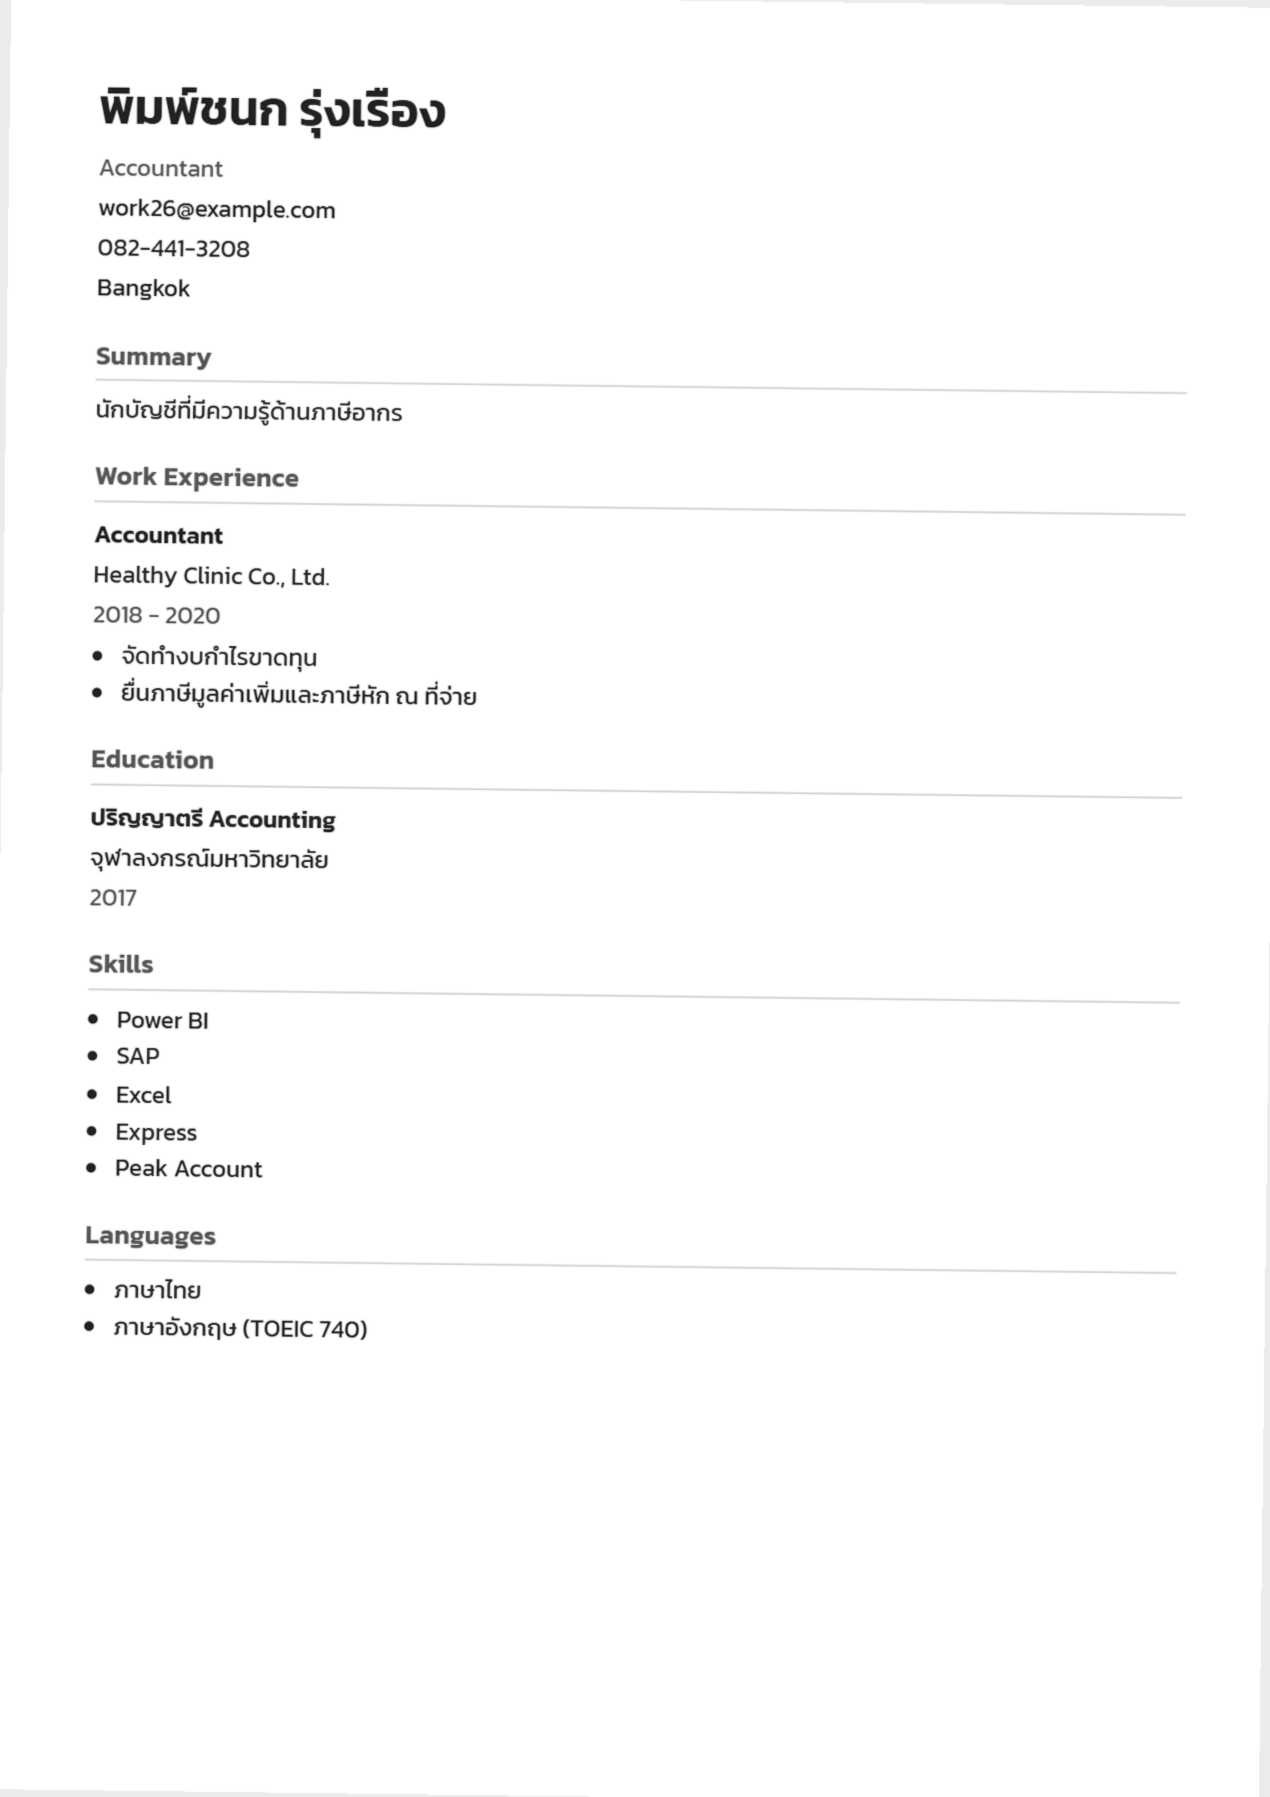 พิมพ์ชนก รุ่งเรือง
Accountant
work26@example.com
082-441-3208
Bangkok
Summary
นักบัญชีที่มีความรู้ด้านภาษีอากร
Work Experience
Accountant
Healthy Clinic Co., Ltd.
2018 - 2020
• จัดทำงบกำไรขาดทุน
• ยื่นภาษีมูลค่าเพิ่มและภาษีหัก ณ ที่จ่าย
Education
ปริญญาตรี Accounting
จุฬาลงกรณ์มหาวิทยาลัย
2017
Skills
• Power BI
• SAP
• Excel
• Express
• Peak Account
Languages
• ภาษาไทย
• ภาษาอังกฤษ (TOEIC 740)